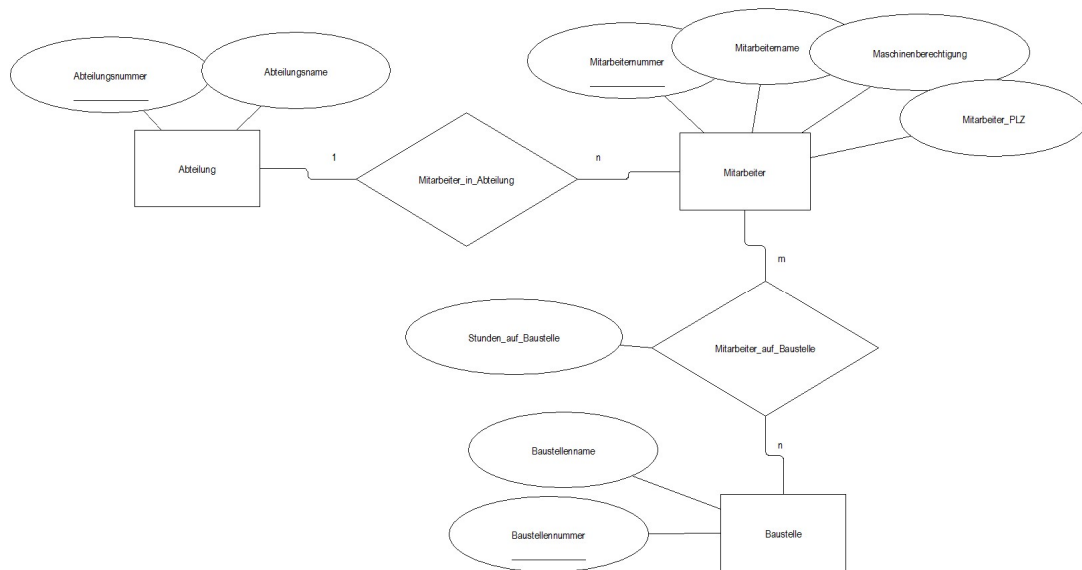 Abteilungsnummer
Abteilungsname
Mitarbeiternummer
Mitarbeitername
Maschinenberechtigung
Mitarbeiter_PLZ
Abteilung
1
Mitarbeiter_in_Abteilung
n
Mitarbeiter
m
Stunden_auf_Baustelle
Mitarbeiter_auf_Baustelle
n
Baustellenname
Baustellennummer
Baustelle